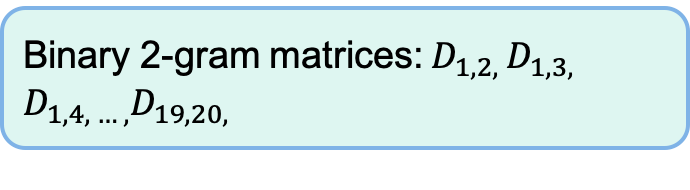 Binary 2-gram matrices: D₁,₂, D₁,₃,
D₁,₄, ... ,D₁₉,₂₀,